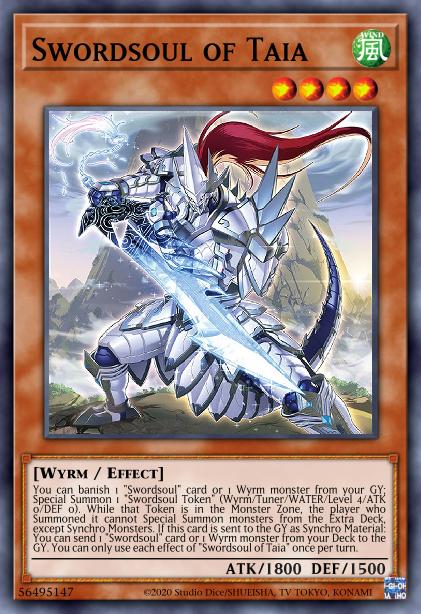 Swordsoul of Taia
WIND
風
[Wyrm / Effect]
You can banish 1 "Swordsoul" card or 1 Wyrm monster from your GY;
Special Summon 1 "Swordsoul Token" (Wyrm/Tuner/WATER/Level 4/ATK
0/DEF 0). While that Token is in the Monster Zone, the player who
Summoned it cannot Special Summon monsters from the Extra Deck,
except Synchro Monsters. If this card is sent to the GY as Synchro Material:
You can send 1 "Swordsoul" card or 1 Wyrm monster from your Deck to the
GY. You can only use each effect of "Swordsoul of Taia" once per turn.
ATK/1800 DEF/1500
56495147
©2020 Studio Dice/SHUEISHA, TV TOKYO, KONAMI